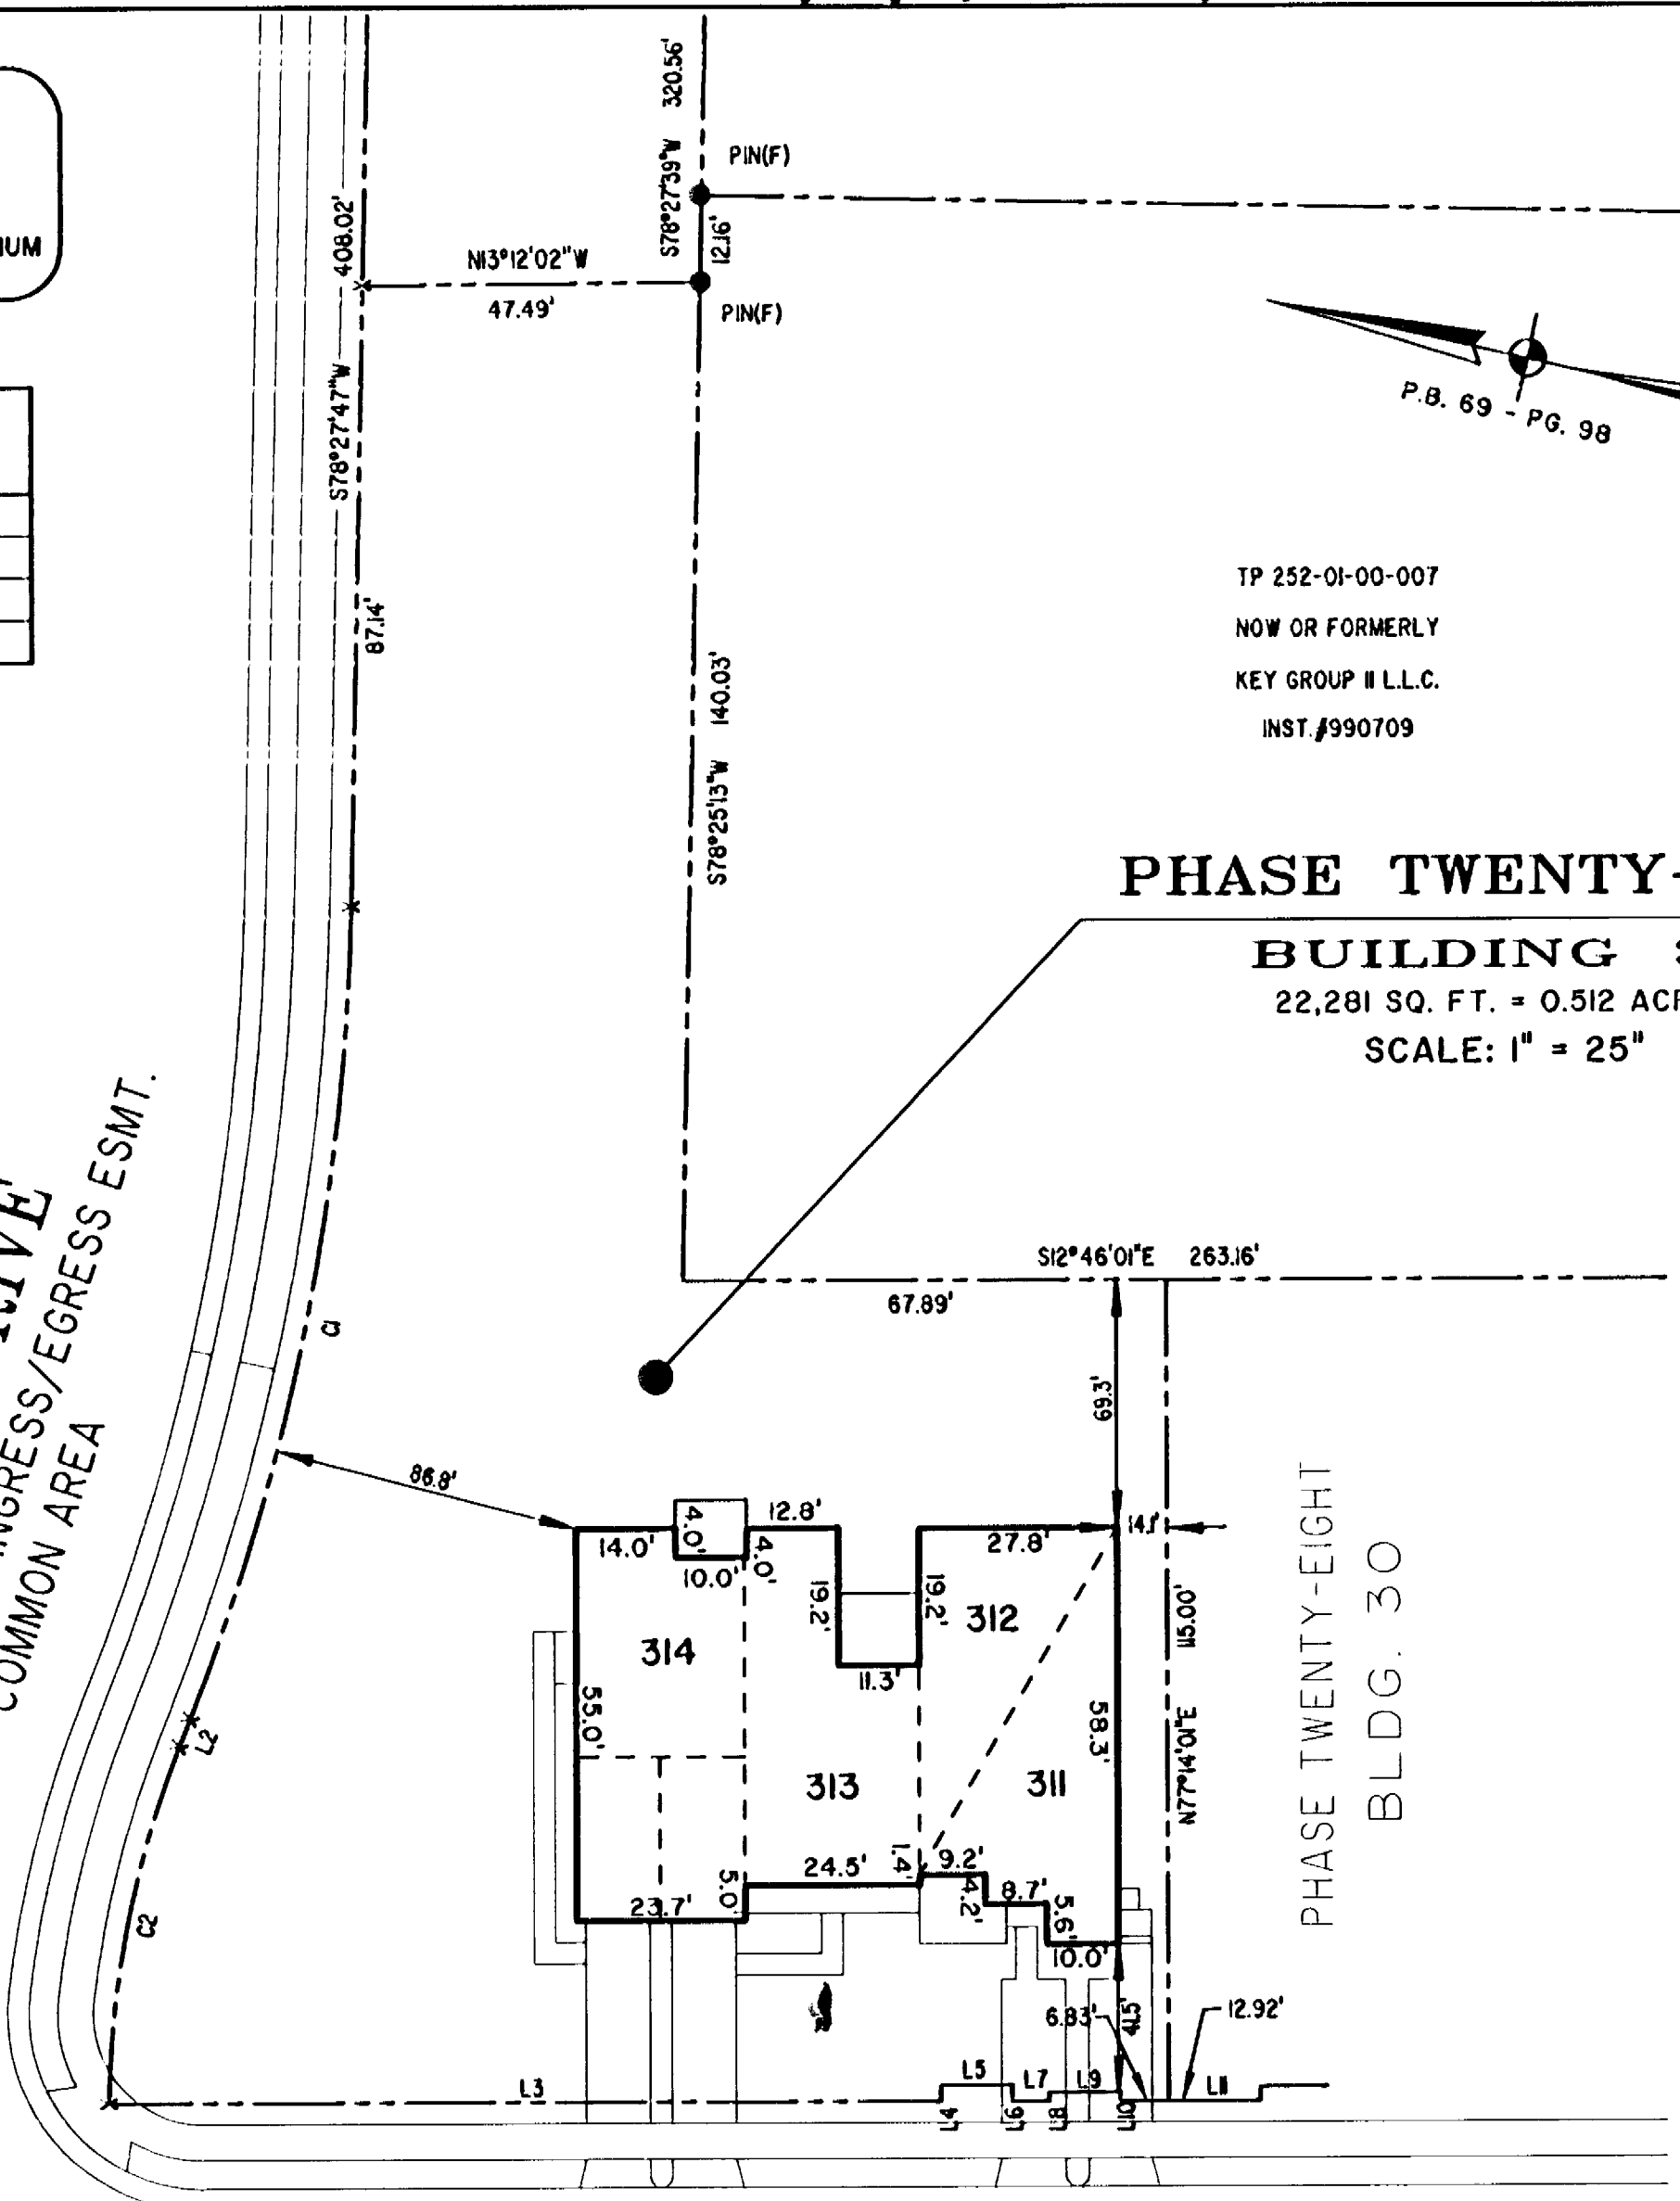 IUM
S78°27'47"W 408.02'
87.14'
S78°27'39"W 320.56'
12.16'
PIN(F)
PIN(F)
N13°12'02"W
47.49'
P.B. 69 - PG. 98
TP 252-01-00-007
NOW OR FORMERLY
KEY GROUP II L.L.C.
INST.#990709
S78°25'13"W 140.03'
PHASE TWENTY-
BUILDING
22,281 SQ. FT. = 0.512 ACR
SCALE: 1" = 25"
INGRESS/EGRESS ESMT.
COMMON AREA
S12°46'01"E 263.16'
67.89'
C1
69.3'
86.8'
14.0'
4.0'
10.0'
12.8'
4.0'
19.2'
11.3'
19.2'
27.8'
14.1'
312
314
313
311
55.0'
58.3'
115.00'
N77°14'01"E
PHASE TWENTY-EIGHT
BLDG. 30
L2
C2
23.7'
5.0'
24.5'
1.4'
9.2'
4.2'
8.7'
5.6'
10.0'
6.83'
41.5'
12.92'
L3
L4
L5
L6
L7
L8
L9
L10
L11